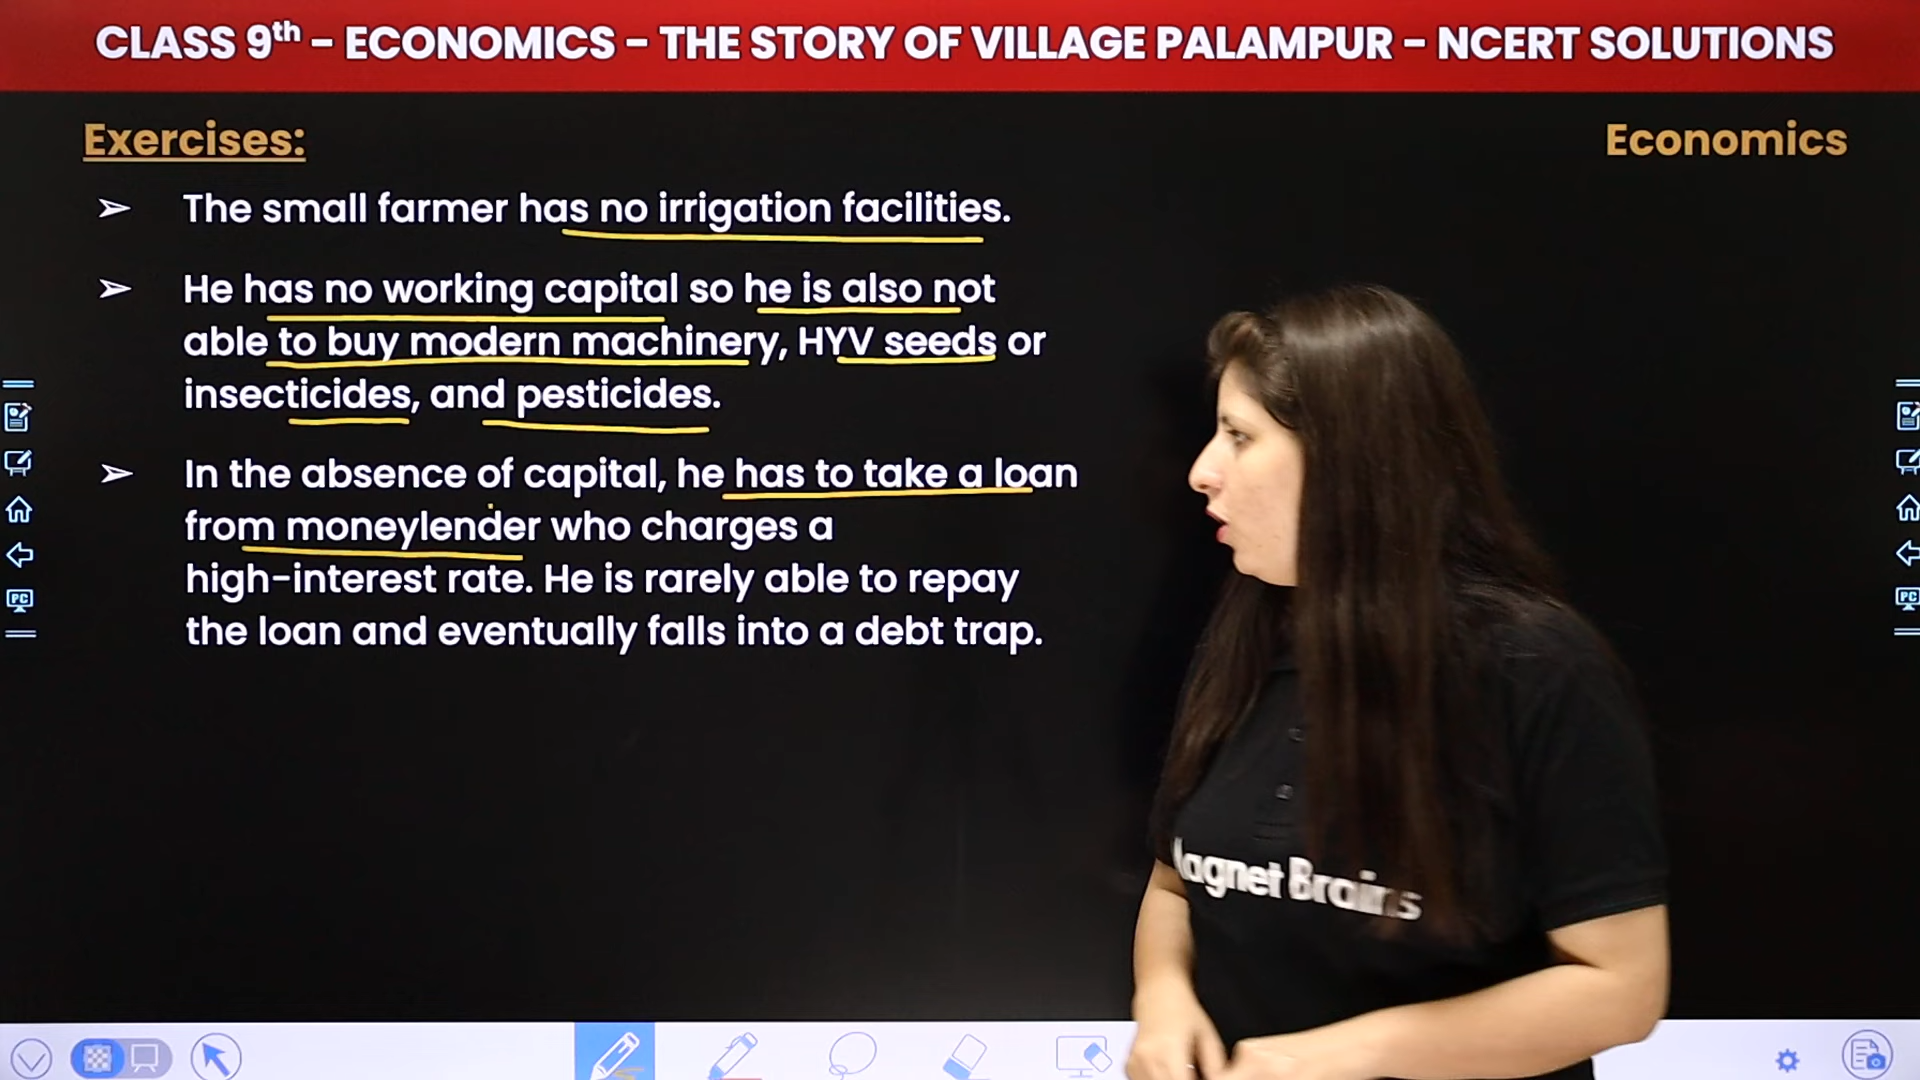 CLASS 9th – ECONOMICS – THE STORY OF VILLAGE PALAMPUR – NCERT SOLUTIONS
Exercises:
Economics
➢ The small farmer has no irrigation facilities.
➢ He has no working capital so he is also not
able to buy modern machinery, HYV seeds or
insecticides, and pesticides.
➢ In the absence of capital, he has to take a loan
from moneylender who charges a
high-interest rate. He is rarely able to repay
the loan and eventually falls into a debt trap.
PC
PC
Magnet Brains